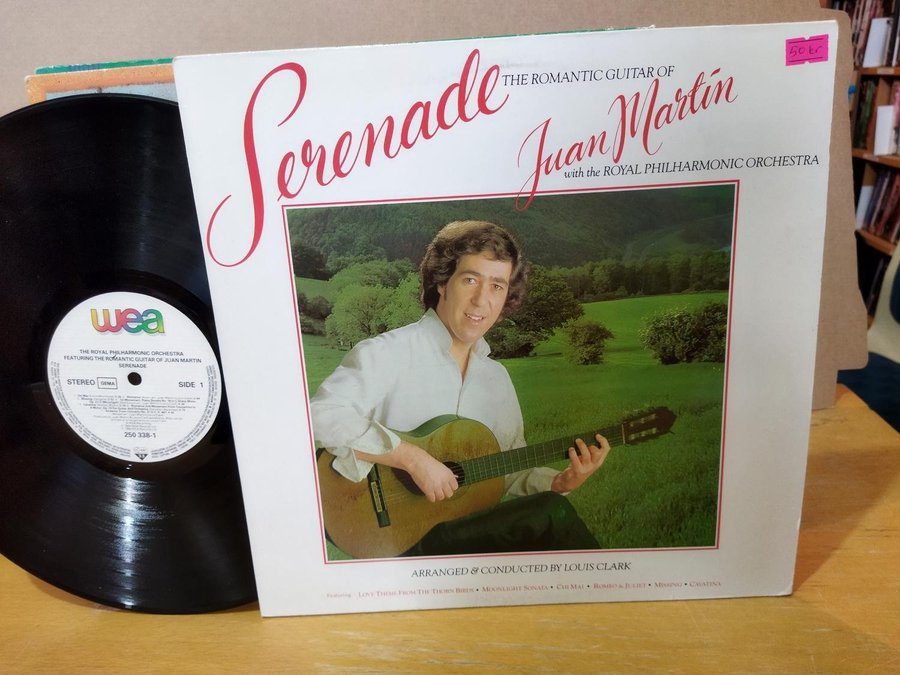 50 kr
Serenade
THE ROMANTIC GUITAR OF
Juan Martín
with the ROYAL PHILHARMONIC ORCHESTRA
ARRANGED & CONDUCTED BY LOUIS CLARK
Featuring LOVE THEME FROM THE THORN BIRDS • MOONLIGHT SONATA • CHI MAI • ROMEO & JULIET • MISSING • CAVATINA
wea
THE ROYAL PHILHARMONIC ORCHESTRA
FEATURING THE ROMANTIC GUITAR OF JUAN MARTIN
SERENADE
STEREO GEMA SIDE 1
250 338-1